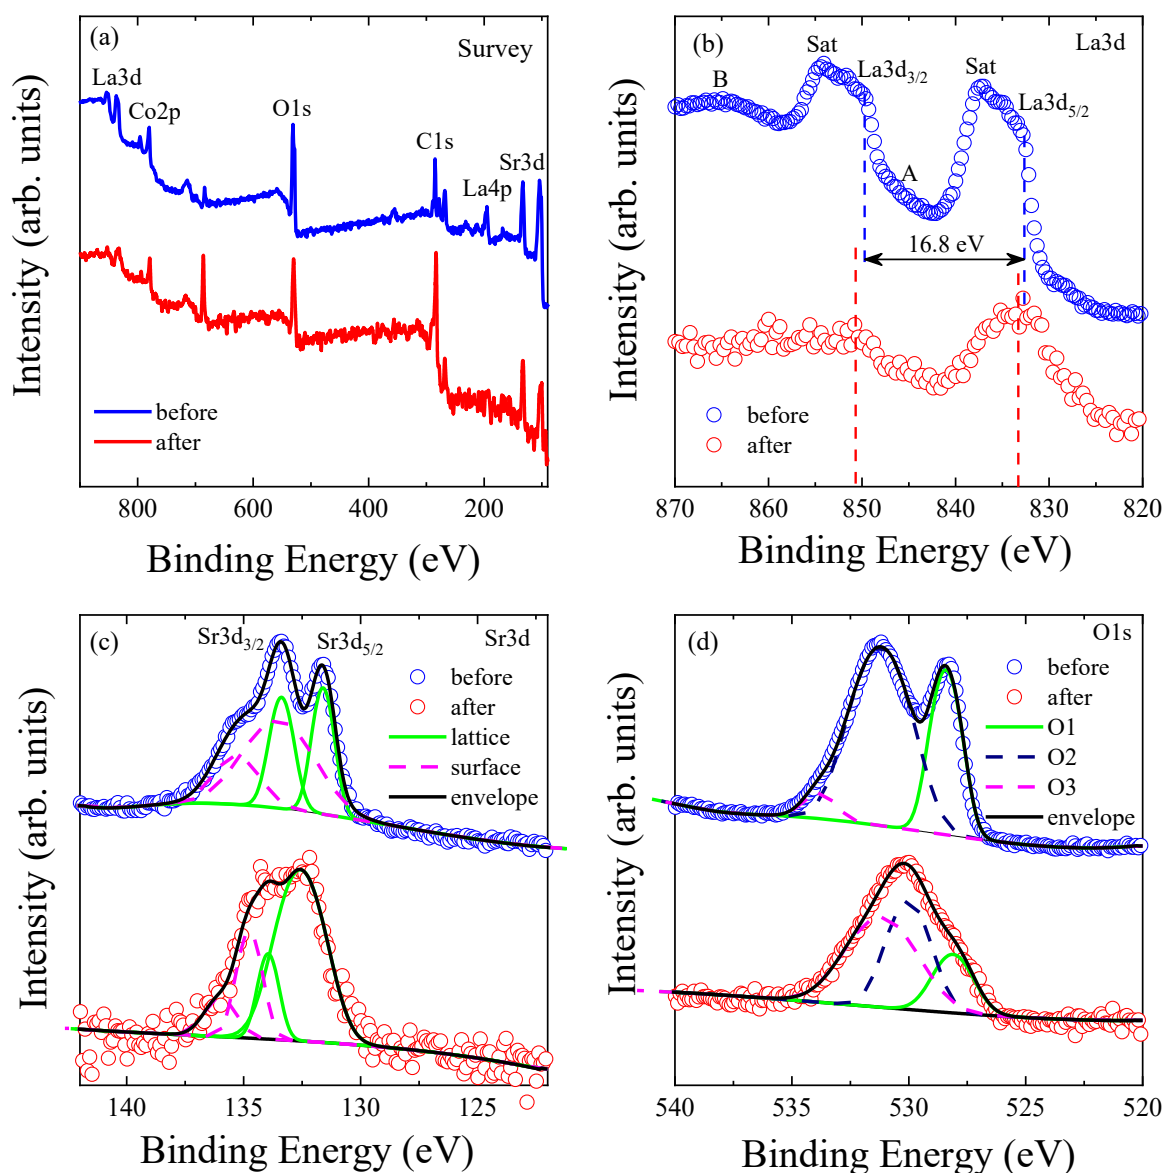 (a)
Survey
La3d
Co2p
O1s
C1s
La4p
Sr3d
before
after
800 600 400 200
Binding Energy (eV)
Intensity (arb. units)
(b)
La3d
B
Sat
La3d3/2
Sat
La3d5/2
A
16.8 eV
before
after
870 860 850 840 830 820
Binding Energy (eV)
Intensity (arb. units)
(c)
Sr3d3/2
Sr3d5/2
Sr3d
before
after
lattice
surface
envelope
140 135 130 125
Binding Energy (eV)
Intensity (arb. units)
(d)
O1s
before
after
O1
O2
O3
envelope
540 535 530 525 520
Binding Energy (eV)
Intensity (arb. units)